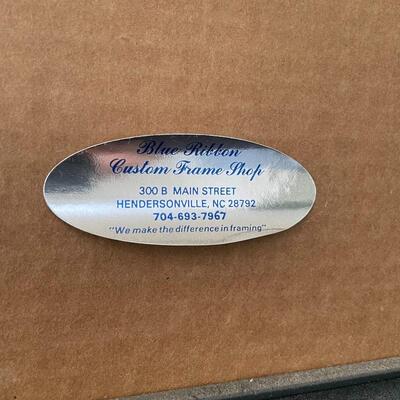 Blue Ribbon
Custom Frame Shop
300 B MAIN STREET
HENDERSONVILLE, NC 28792
704-693-7967
"We make the difference in framing"